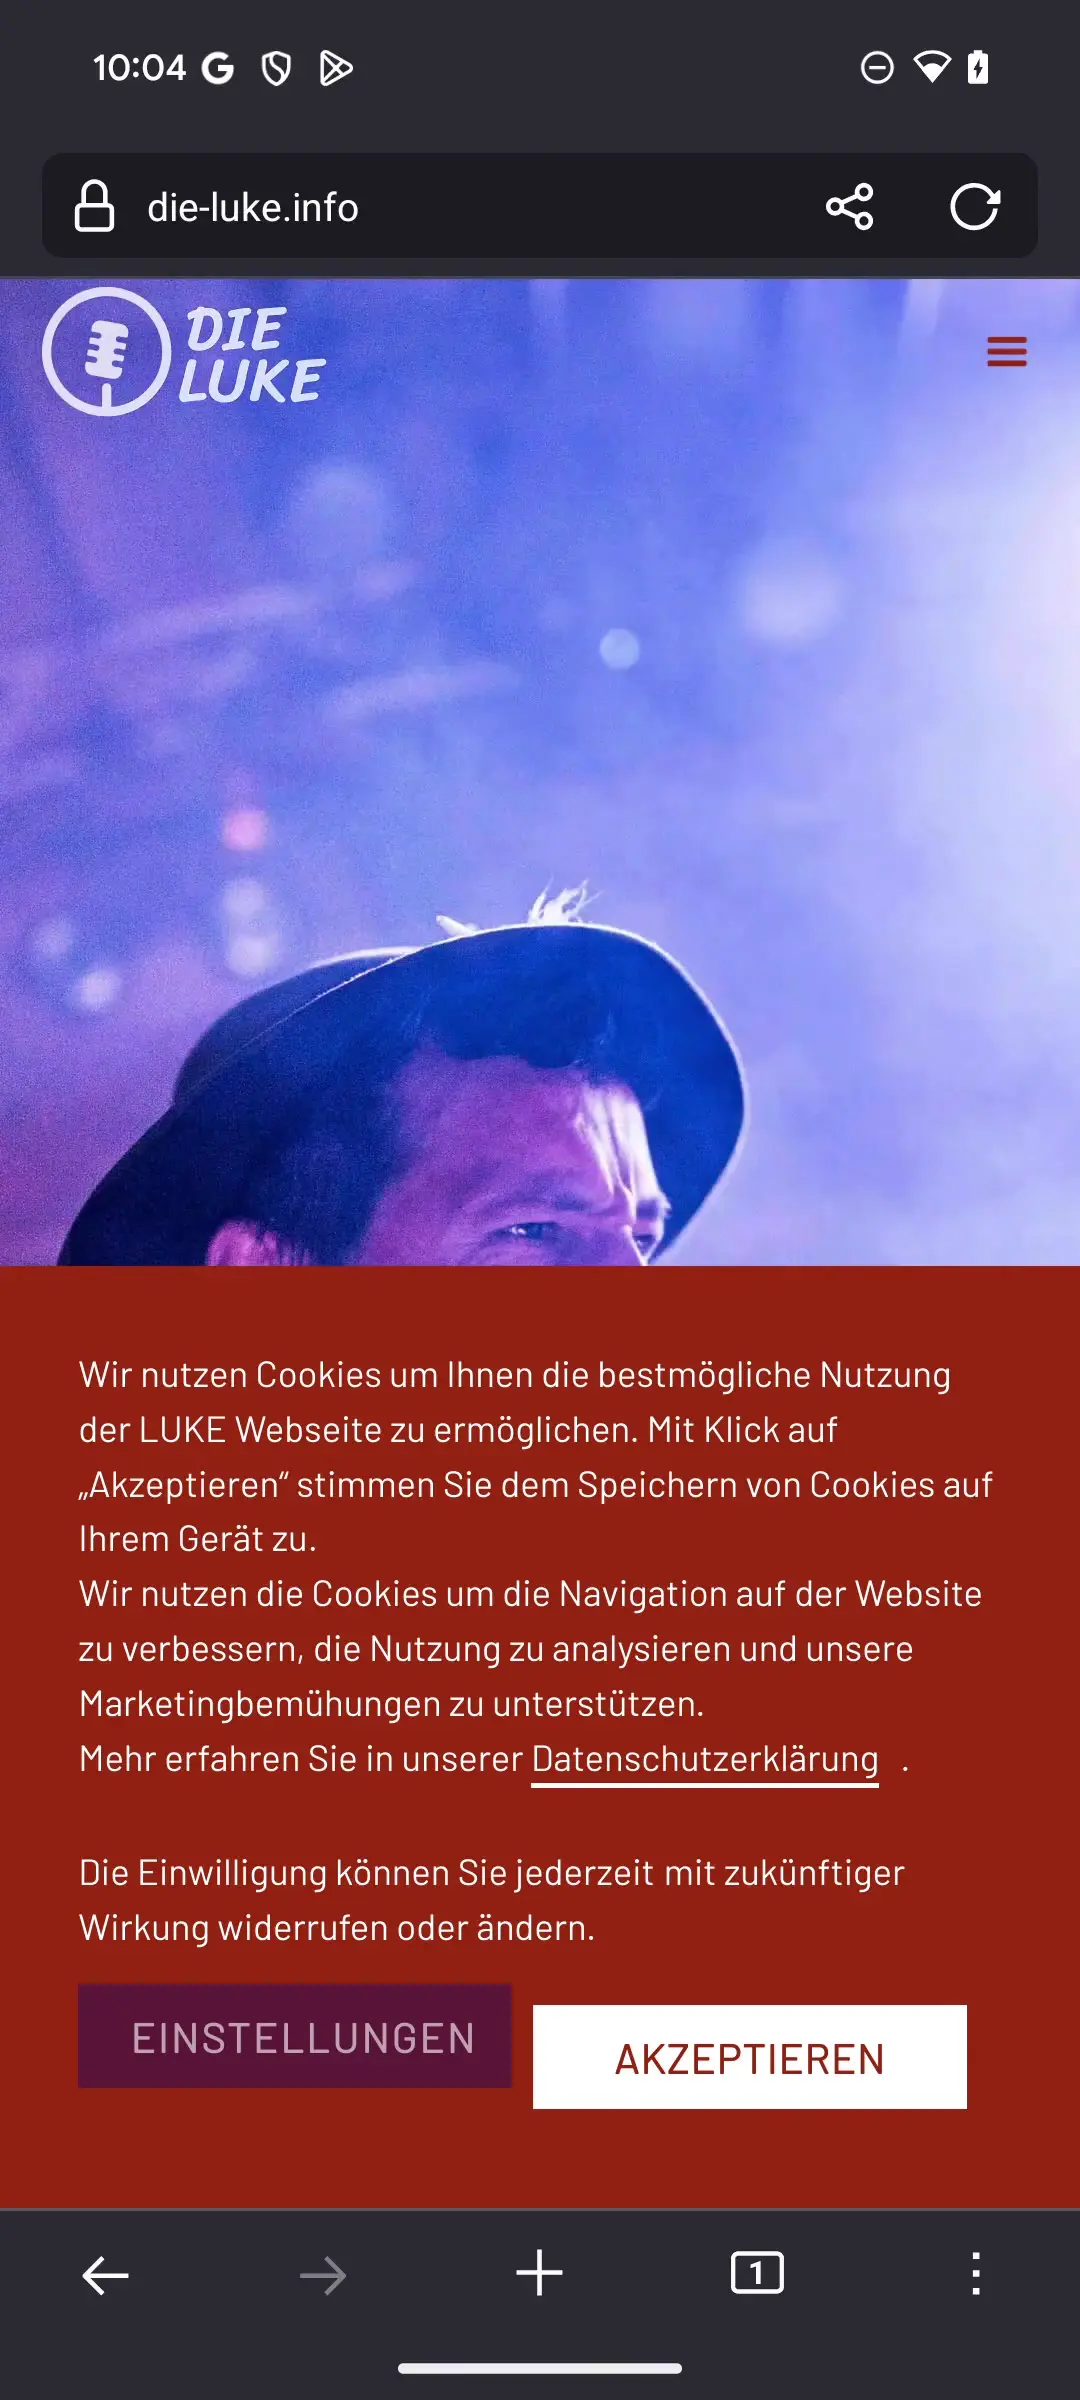 10:04
die-luke.info
DIE
LUKE
Wir nutzen Cookies um Ihnen die bestmögliche Nutzung
der LUKE Webseite zu ermöglichen. Mit Klick auf
„Akzeptieren“ stimmen Sie dem Speichern von Cookies auf
Ihrem Gerät zu.
Wir nutzen die Cookies um die Navigation auf der Website
zu verbessern, die Nutzung zu analysieren und unsere
Marketingbemühungen zu unterstützen.
Mehr erfahren Sie in unserer Datenschutzerklärung .
Die Einwilligung können Sie jederzeit mit zukünftiger
Wirkung widerrufen oder ändern.
EINSTELLUNGEN
AKZEPTIEREN
1